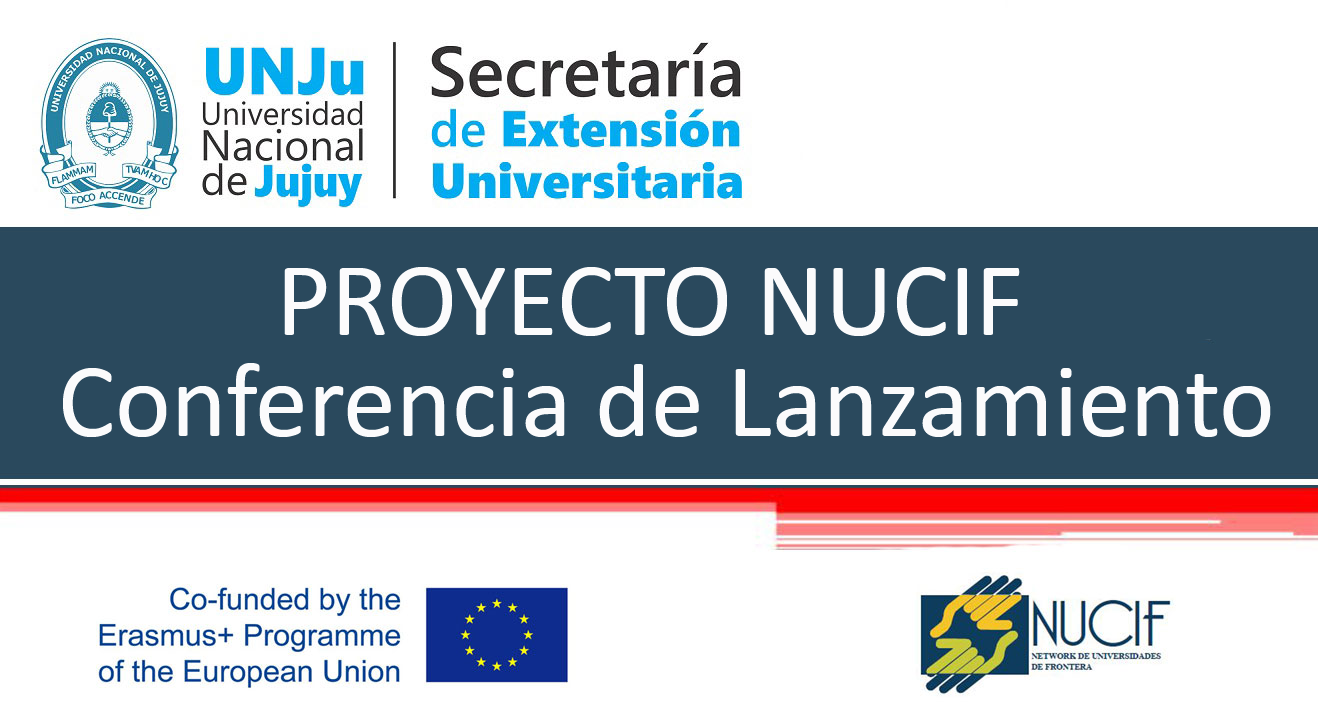 UNIVERSIDAD NACIONAL DE JUJUY
FLAMMAM TVAM HOC
FOCO ACCENDE
UNJu
Universidad
Nacional
de Jujuy
Secretaría
de Extensión
Universitaria
PROYECTO NUCIF
Conferencia de Lanzamiento
Co-funded by the
Erasmus+ Programme
of the European Union
NUCIF
NETWORK DE UNIVERSIDADES
DE FRONTERA